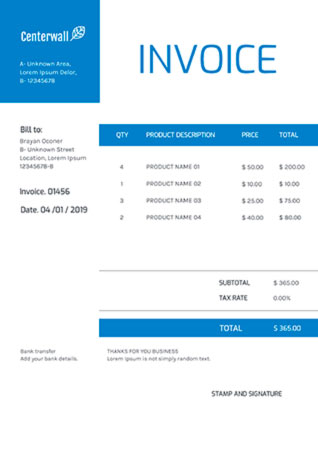 Centerwall
A- Unknown Area,
Lorem Ipsum Delor,
B- 12345678
INVOICE
Bill to:
Brayan Oconer
B- Unknown Street
Location, Lorem Ipsum
12345678-B
Invoice. 01456
Date. 04 /01 / 2019
QTY PRODUCT DESCRIPTION PRICE TOTAL
4 PRODUCT NAME 01 $ 50.00 $ 200.00
1 PRODUCT NAME 02 $ 10.00 $ 10.00
3 PRODUCT NAME 03 $ 25.00 $ 75.00
2 PRODUCT NAME 04 $ 40.00 $ 80.00
SUBTOTAL $ 365.00
TAX RATE 0.00%
TOTAL $ 365.00
Bank transfer
Add your bank details.
THANKS FOR YOU BUSINESS
Lorem ipsum is not simply random text.
STAMP AND SIGNATURE